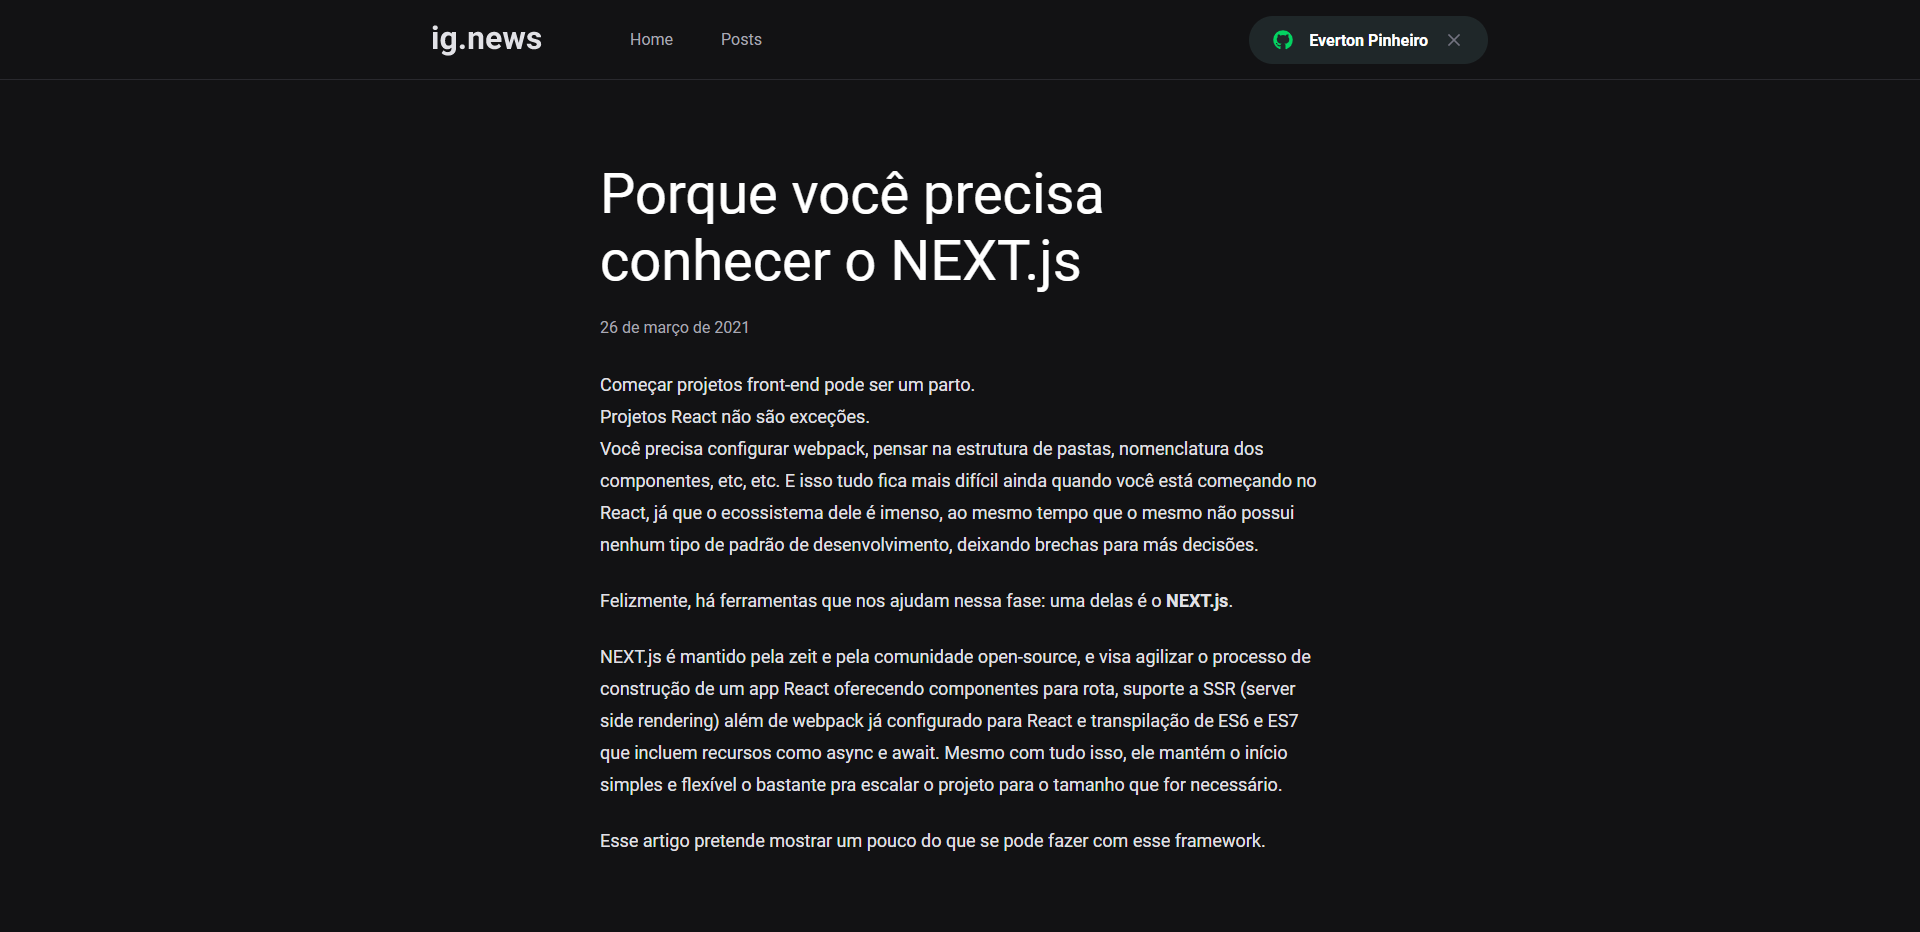 ig.news
Home
Posts
Everton Pinheiro
Porque você precisa
conhecer o NEXT.js
26 de março de 2021
Começar projetos front-end pode ser um parto.
Projetos React não são exceções.
Você precisa configurar webpack, pensar na estrutura de pastas, nomenclatura dos
componentes, etc, etc. E isso tudo fica mais difícil ainda quando você está começando no
React, já que o ecossistema dele é imenso, ao mesmo tempo que o mesmo não possui
nenhum tipo de padrão de desenvolvimento, deixando brechas para más decisões.
Felizmente, há ferramentas que nos ajudam nessa fase: uma delas é o NEXT.js.
NEXT.js é mantido pela zeit e pela comunidade open-source, e visa agilizar o processo de
construção de um app React oferecendo componentes para rota, suporte a SSR (server
side rendering) além de webpack já configurado para React e transpilação de ES6 e ES7
que incluem recursos como async e await. Mesmo com tudo isso, ele mantém o início
simples e flexível o bastante pra escalar o projeto para o tamanho que for necessário.
Esse artigo pretende mostrar um pouco do que se pode fazer com esse framework.